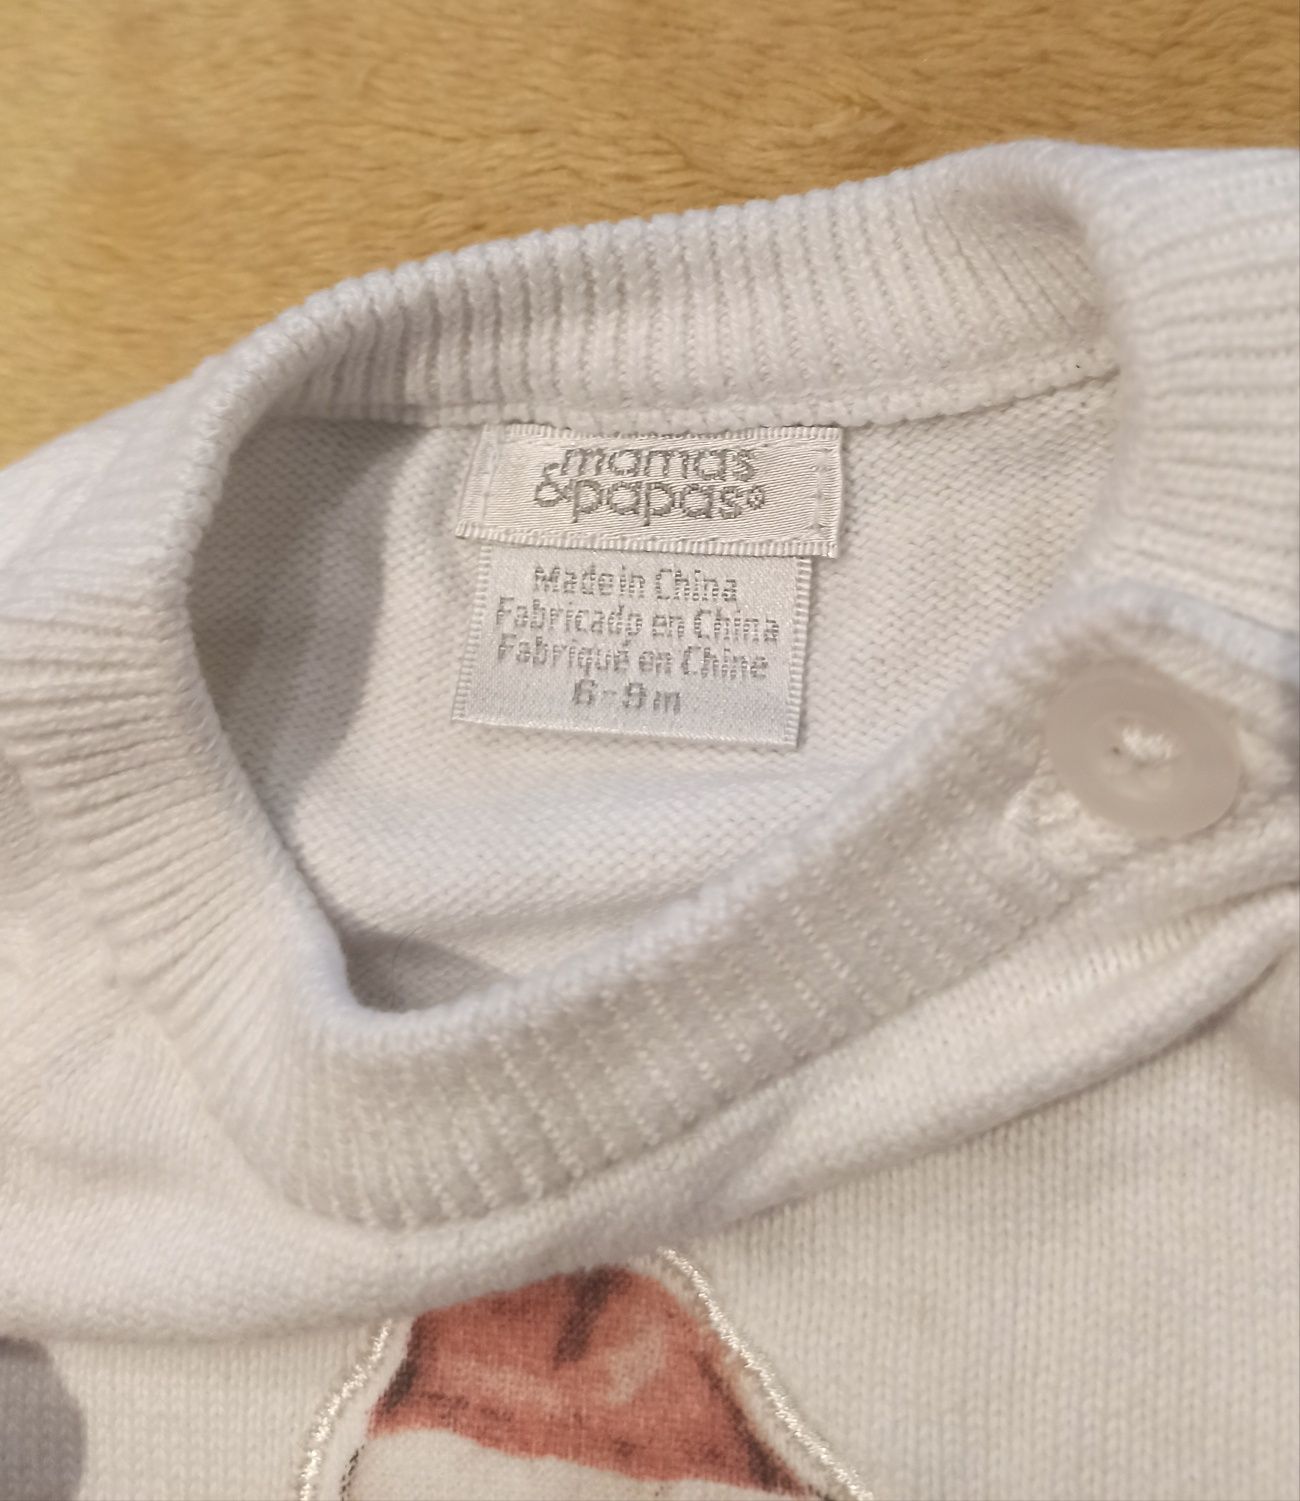 mamas
&papas®
Made in China
Fabricado en China
Fabriqué en Chine
6-9m